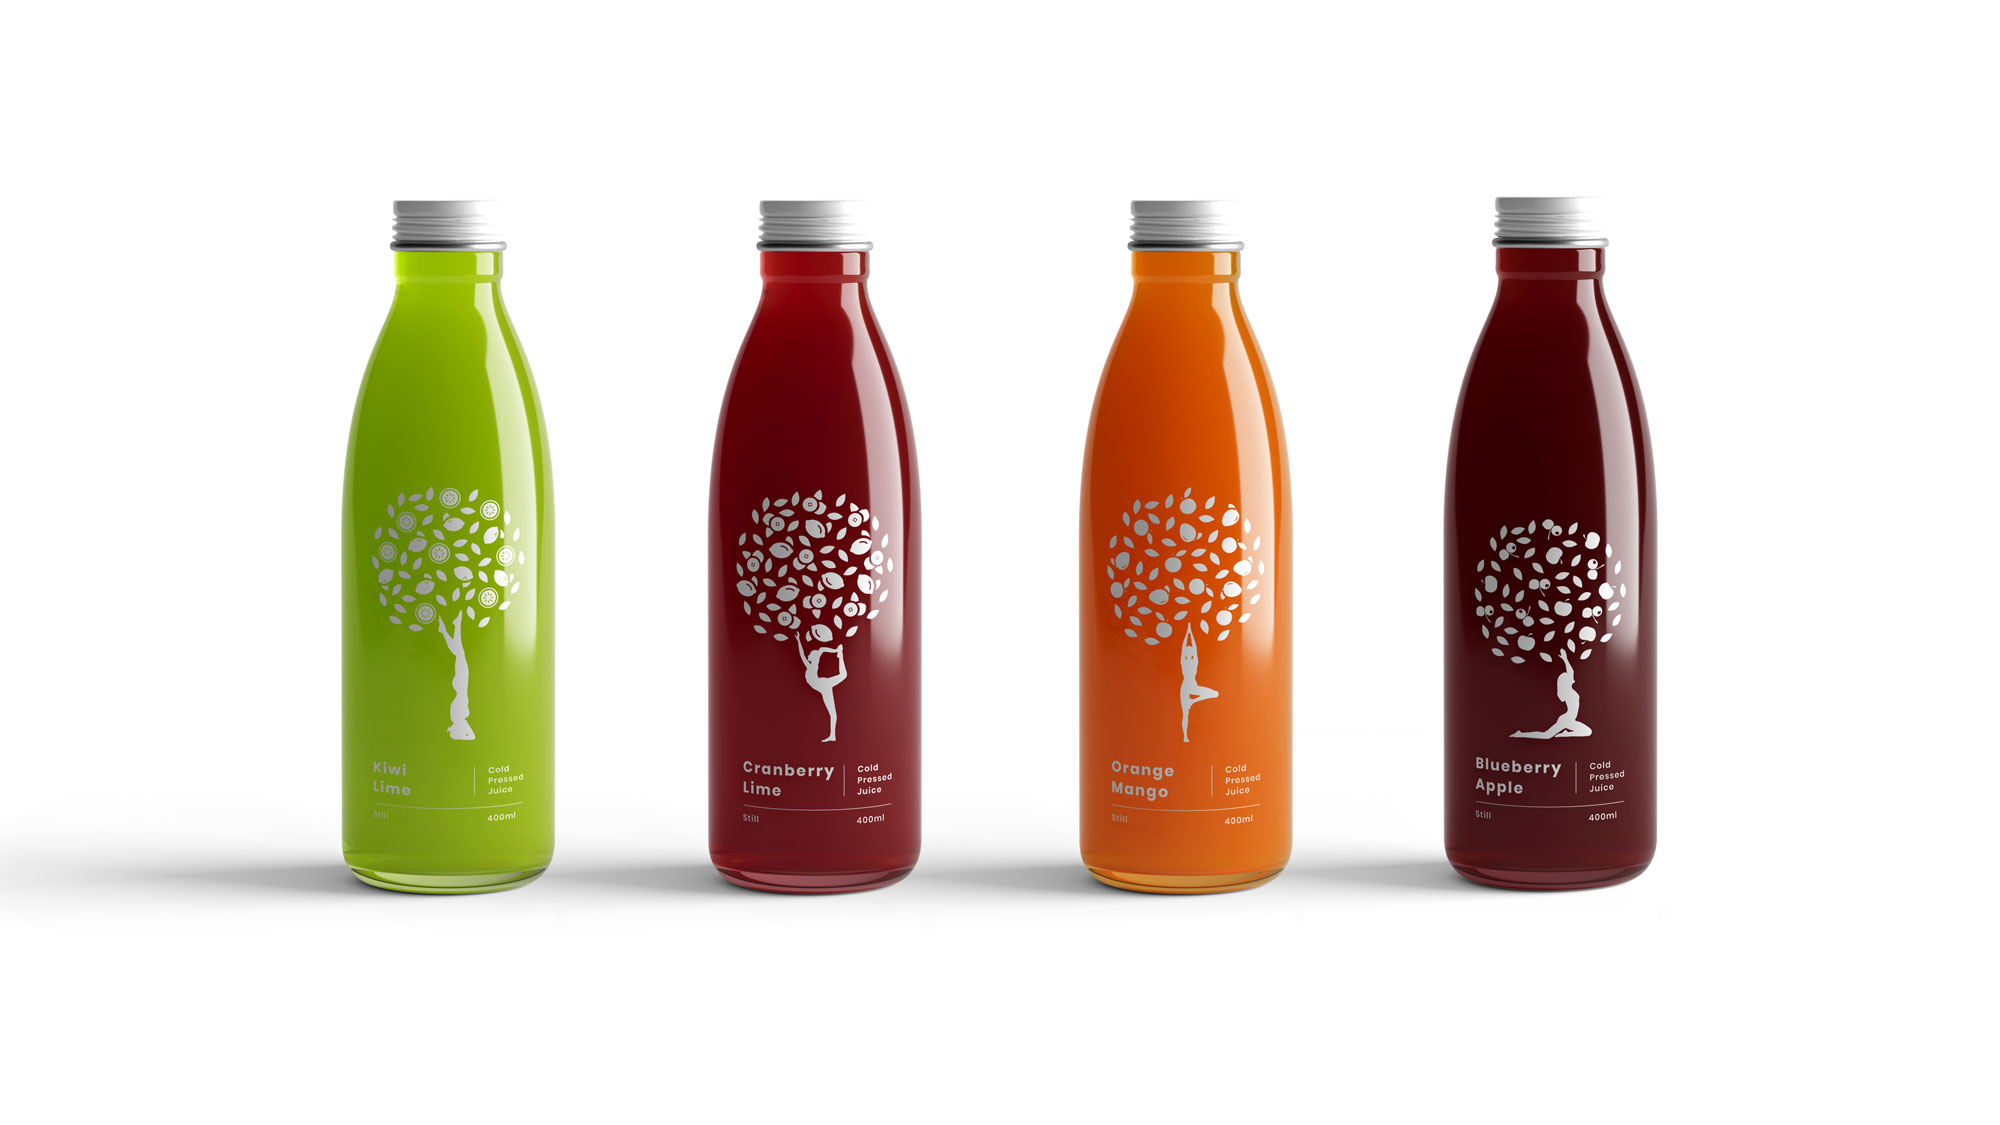 Kiwi
Lime
Cold
Pressed
Juice
Still
400ml
Cranberry
Lime
Cold
Pressed
Juice
Still
400ml
Orange
Mango
Cold
Pressed
Juice
Still
400ml
Blueberry
Apple
Cold
Pressed
Juice
Still
400ml